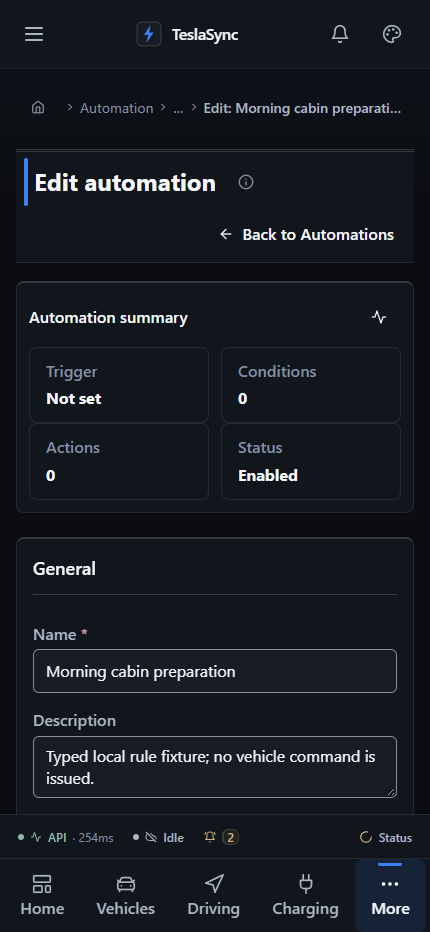 TeslaSync
Automation ... Edit: Morning cabin preparati...
Edit automation
Back to Automations
Automation summary
Trigger
Not set
Conditions
0
Actions
0
Status
Enabled
General
Name *
Morning cabin preparation
Description
Typed local rule fixture; no vehicle command is
issued.
API · 254ms Idle 2 Status
Home Vehicles Driving Charging More